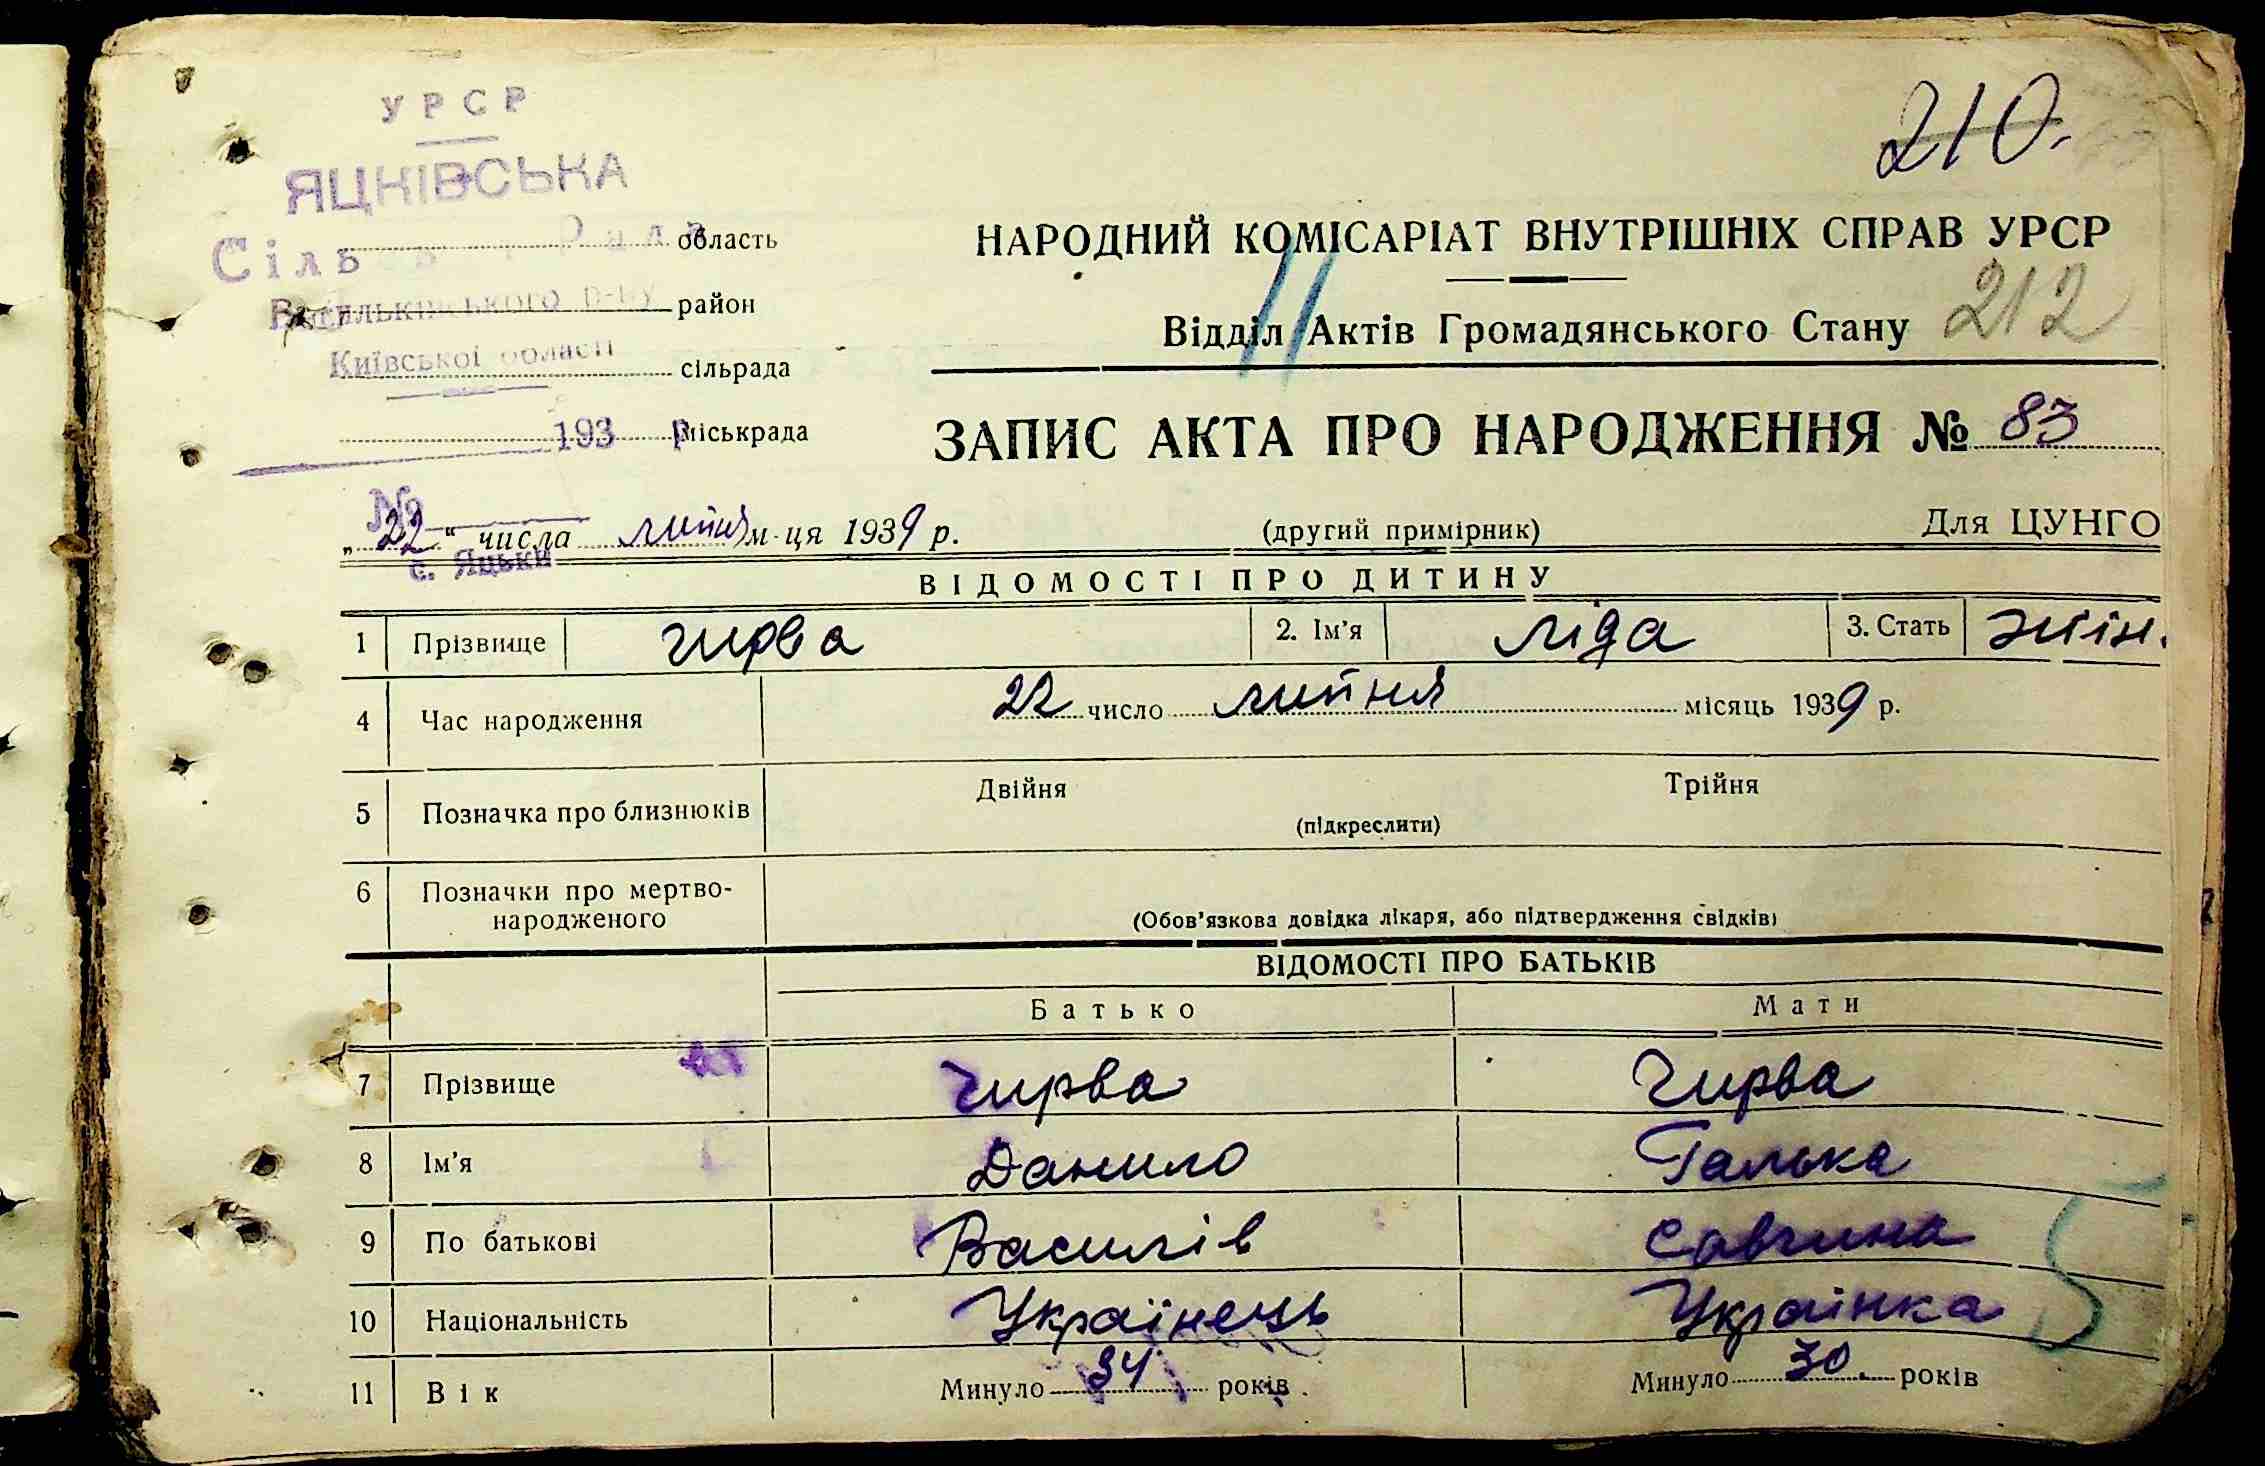 УРСР
ЯЦКІВСЬКА
210.
область
НАРОДНИЙ КОМІСАРІАТ ВНУТРІШНІХ СПРАВ УРСР
Васильківського р-ну район
212
Відділ Актів Громадянського Стану
Київської області сільрада
193 р міськрада
ЗАПИС АКТА ПРО НАРОДЖЕННЯ № 83
№
„22“ числа липня м-ця 1939 р. (другий примірник) Для ЦУНГО
с. Яцьки
ВІДОМОСТІ ПРО ДИТИНУ
1 Прізвище Чирва 2. Ім'я Ліда 3. Стать жін.
4 Час народження 22 число липня місяць 1939 р.
5 Позначка про близнюків Двійня Трійня
(підкреслити)
6 Позначки про мертво-
народженого (Обов'язкова довідка лікаря, або підтвердження свідків)
ВІДОМОСТІ ПРО БАТЬКІВ
Батько Мати
7 Прізвище Чирва Чирва
8 Ім'я Данило Галька
9 По батькові Василів Савчина
10 Національність Українець Українка
11 Вік Минуло 34 років Минуло 30 років